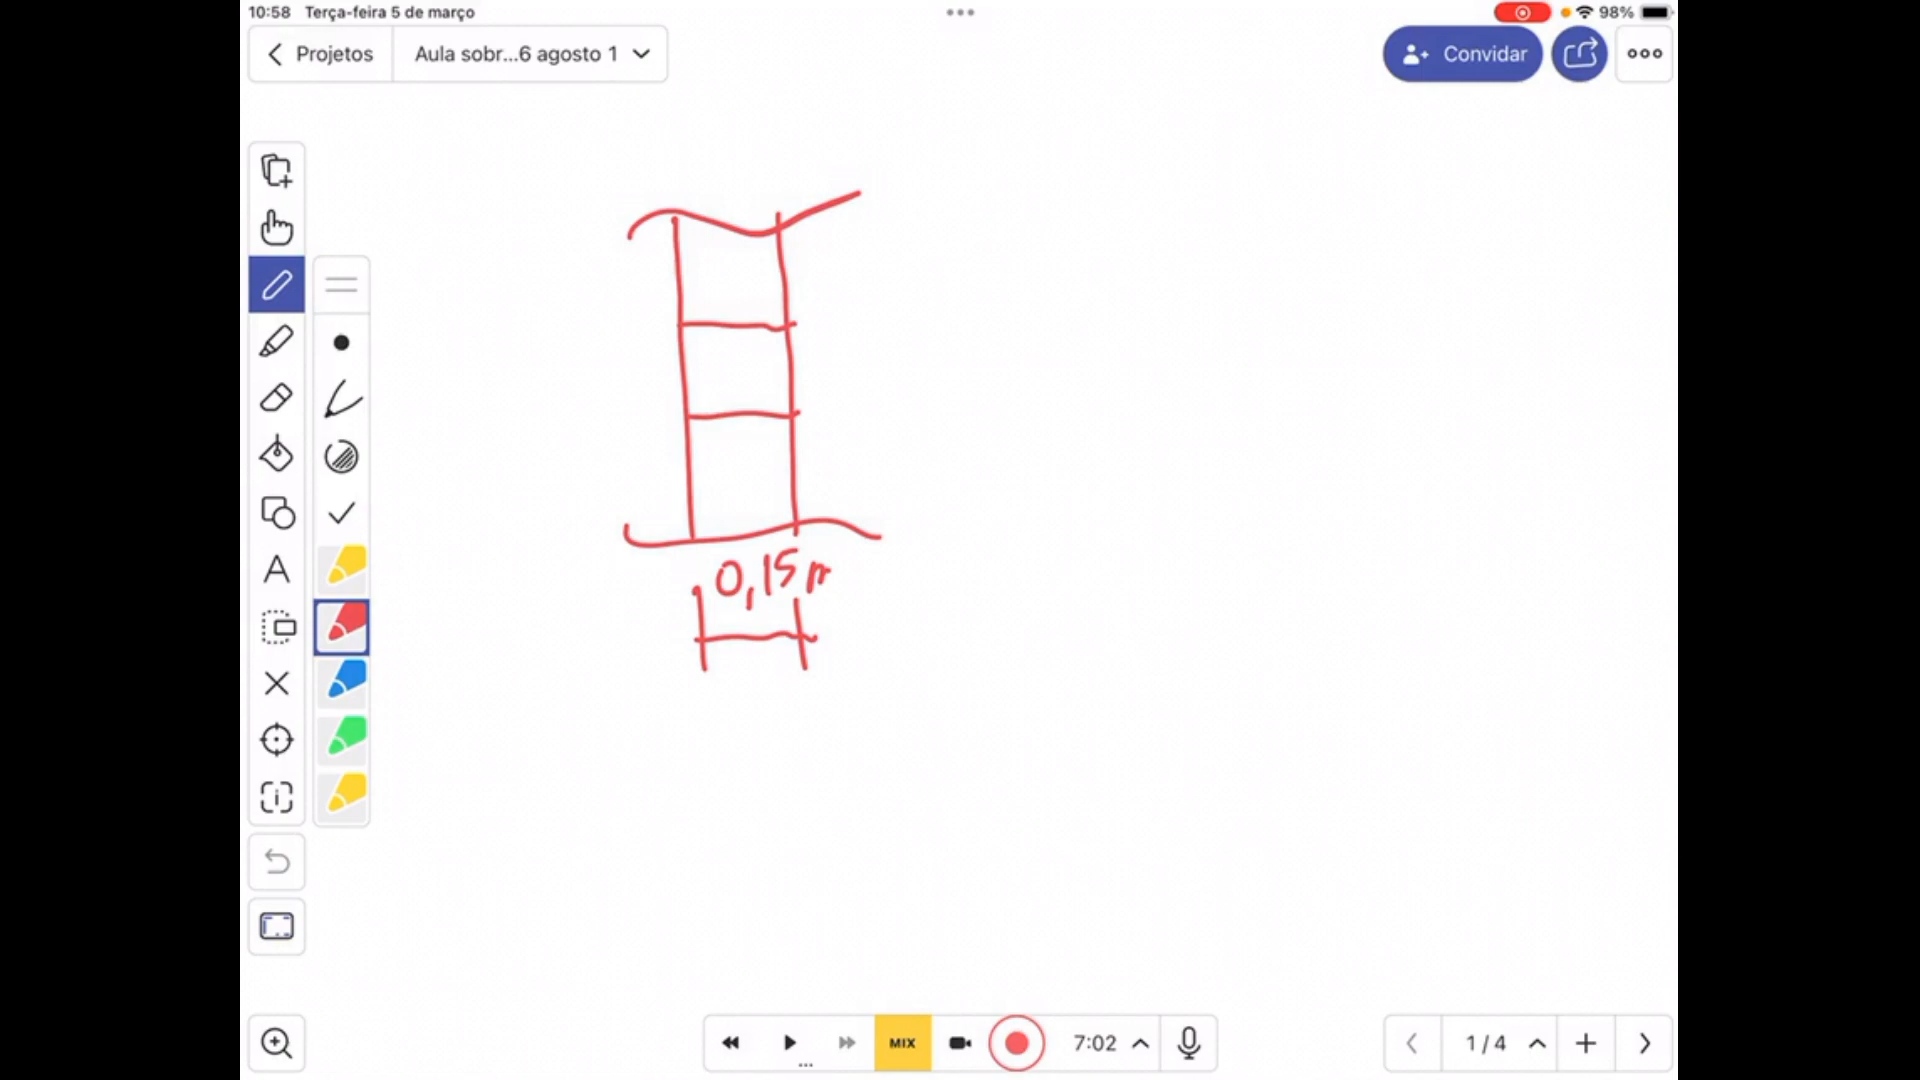 10:58 Terça-feira 5 de março
98%
Projetos
Aula sobr...6 agosto 1
Convidar
A
0,15 m
MIX
7:02
1 / 4